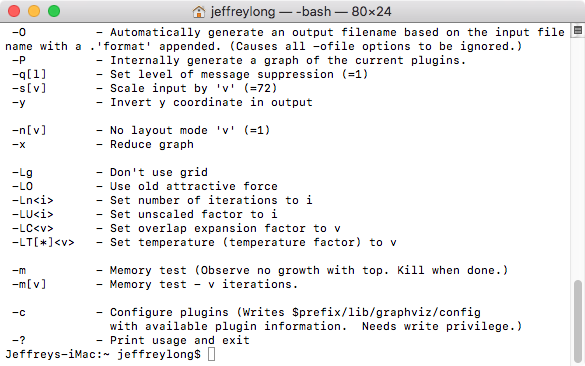 jeffreylong — -bash — 80×24
-O          - Automatically generate an output filename based on the input file
name with a .'format' appended. (Causes all -ofile options to be ignored.)
-P          - Internally generate a graph of the current plugins.
-q[l]       - Set level of message suppression (=1)
-s[v]       - Scale input by 'v' (=72)
-y          - Invert y coordinate in output
-n[v]       - No layout mode 'v' (=1)
-x          - Reduce graph
-Lg         - Don't use grid
-LO         - Use old attractive force
-Ln<i>      - Set number of iterations to i
-LU<i>      - Set unscaled factor to i
-LC<v>      - Set overlap expansion factor to v
-LT[*]<v>   - Set temperature (temperature factor) to v
-m          - Memory test (Observe no growth with top. Kill when done.)
-m[v]       - Memory test - v iterations.
-c          - Configure plugins (Writes $prefix/lib/graphviz/config
with available plugin information.  Needs write privilege.)
-?          - Print usage and exit
Jeffreys-iMac:~ jeffreylong$